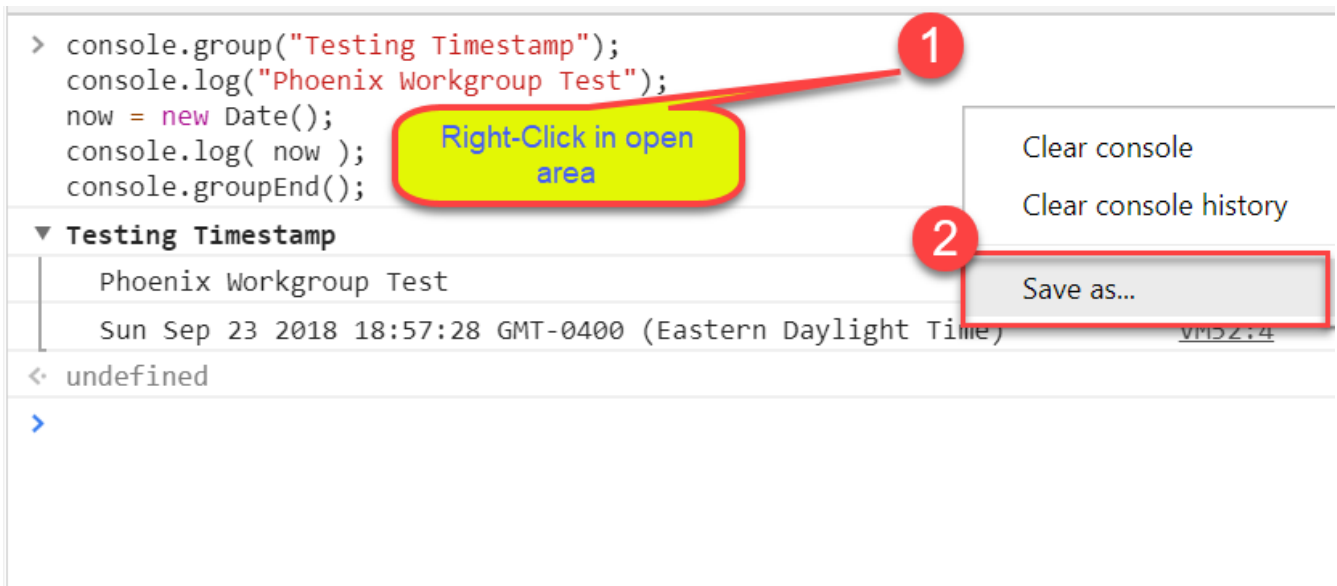 > console.group("Testing Timestamp");
console.log("Phoenix Workgroup Test");
now = new Date();
console.log( now );
console.groupEnd();
1
Right-Click in open
area
Clear console
Clear console history
2
Save as...
▼ Testing Timestamp
Phoenix Workgroup Test
Sun Sep 23 2018 18:57:28 GMT-0400 (Eastern Daylight Time) VM52:4
undefined
>